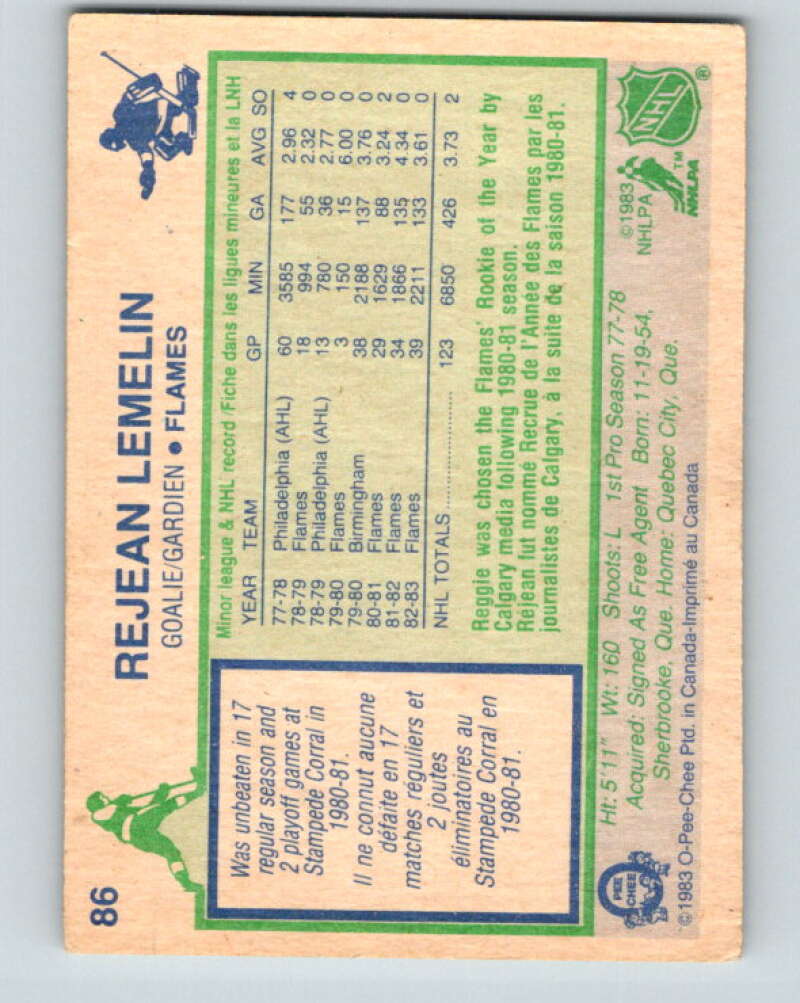 86
REJEAN LEMELIN
GOALIE/GARDIEN • FLAMES
Was unbeaten in 17
regular season and
2 playoff games at
Stampede Corral in
1980-81.
Il ne connut aucune
défaite en 17
matches réguliers et
2 joutes
éliminatoires au
Stampede Corral en
1980-81.
Minor league & NHL record/Fiche dans les ligues mineures et la LNH
YEAR TEAM GP MIN GA AVG SO
77-78 Philadelphia (AHL) 60 3585 177 2.96 4
78-79 Flames 18 994 55 2.32 0
78-79 Philadelphia (AHL) 13 780 36 2.77 0
79-80 Flames 3 150 15 6.00 0
79-80 Birmingham 38 2188 137 3.76 0
80-81 Flames 29 1629 88 3.24 2
81-82 Flames 34 1866 135 4.34 0
82-83 Flames 39 2211 133 3.61 0
NHL TOTALS 123 6850 426 3.73 2
Reggie was chosen the Flames' Rookie of the Year by
Calgary media following 1980-81 season.
Rejean fut nommé Recrue de l'Année des Flames par les
journalistes de Calgary, à la suite de la saison 1980-81.
Ht: 5'11" Wt: 160 Shoots: L 1st Pro Season 77-78
Acquired: Signed As Free Agent Born: 11-19-54,
Sherbrooke, Que. Home: Quebec City, Que.
©1983 O-Pee-Chee Ptd. in Canada-Imprimé au Canada
O PEE CHEE
©1983
NHLPA
NHLPA TM
NHL ®